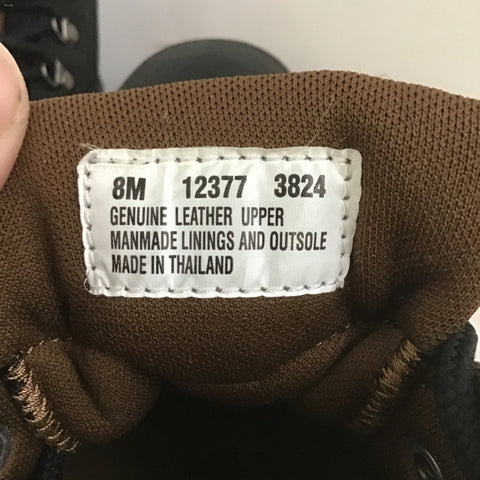 8M 12377 3824
GENUINE LEATHER UPPER
MANMADE LININGS AND OUTSOLE
MADE IN THAILAND